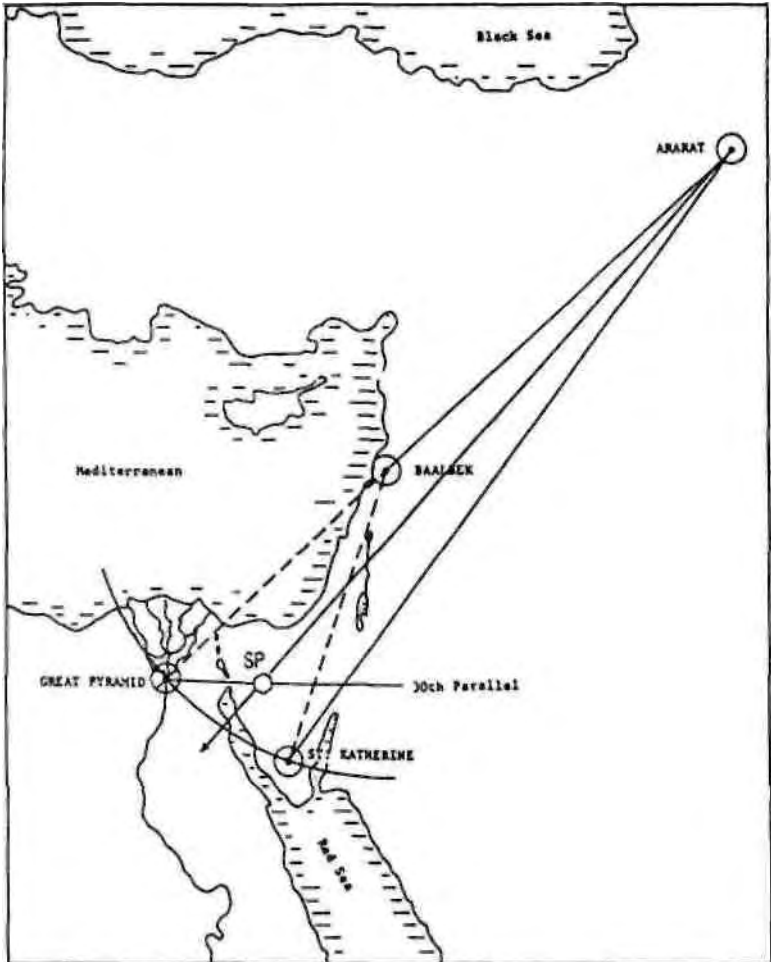 Black Sea
ARARAT
Mediterranean
BAALBEK
SP
GREAT PYRAMID
30th Parallel
ST. KATHERINE
Red Sea